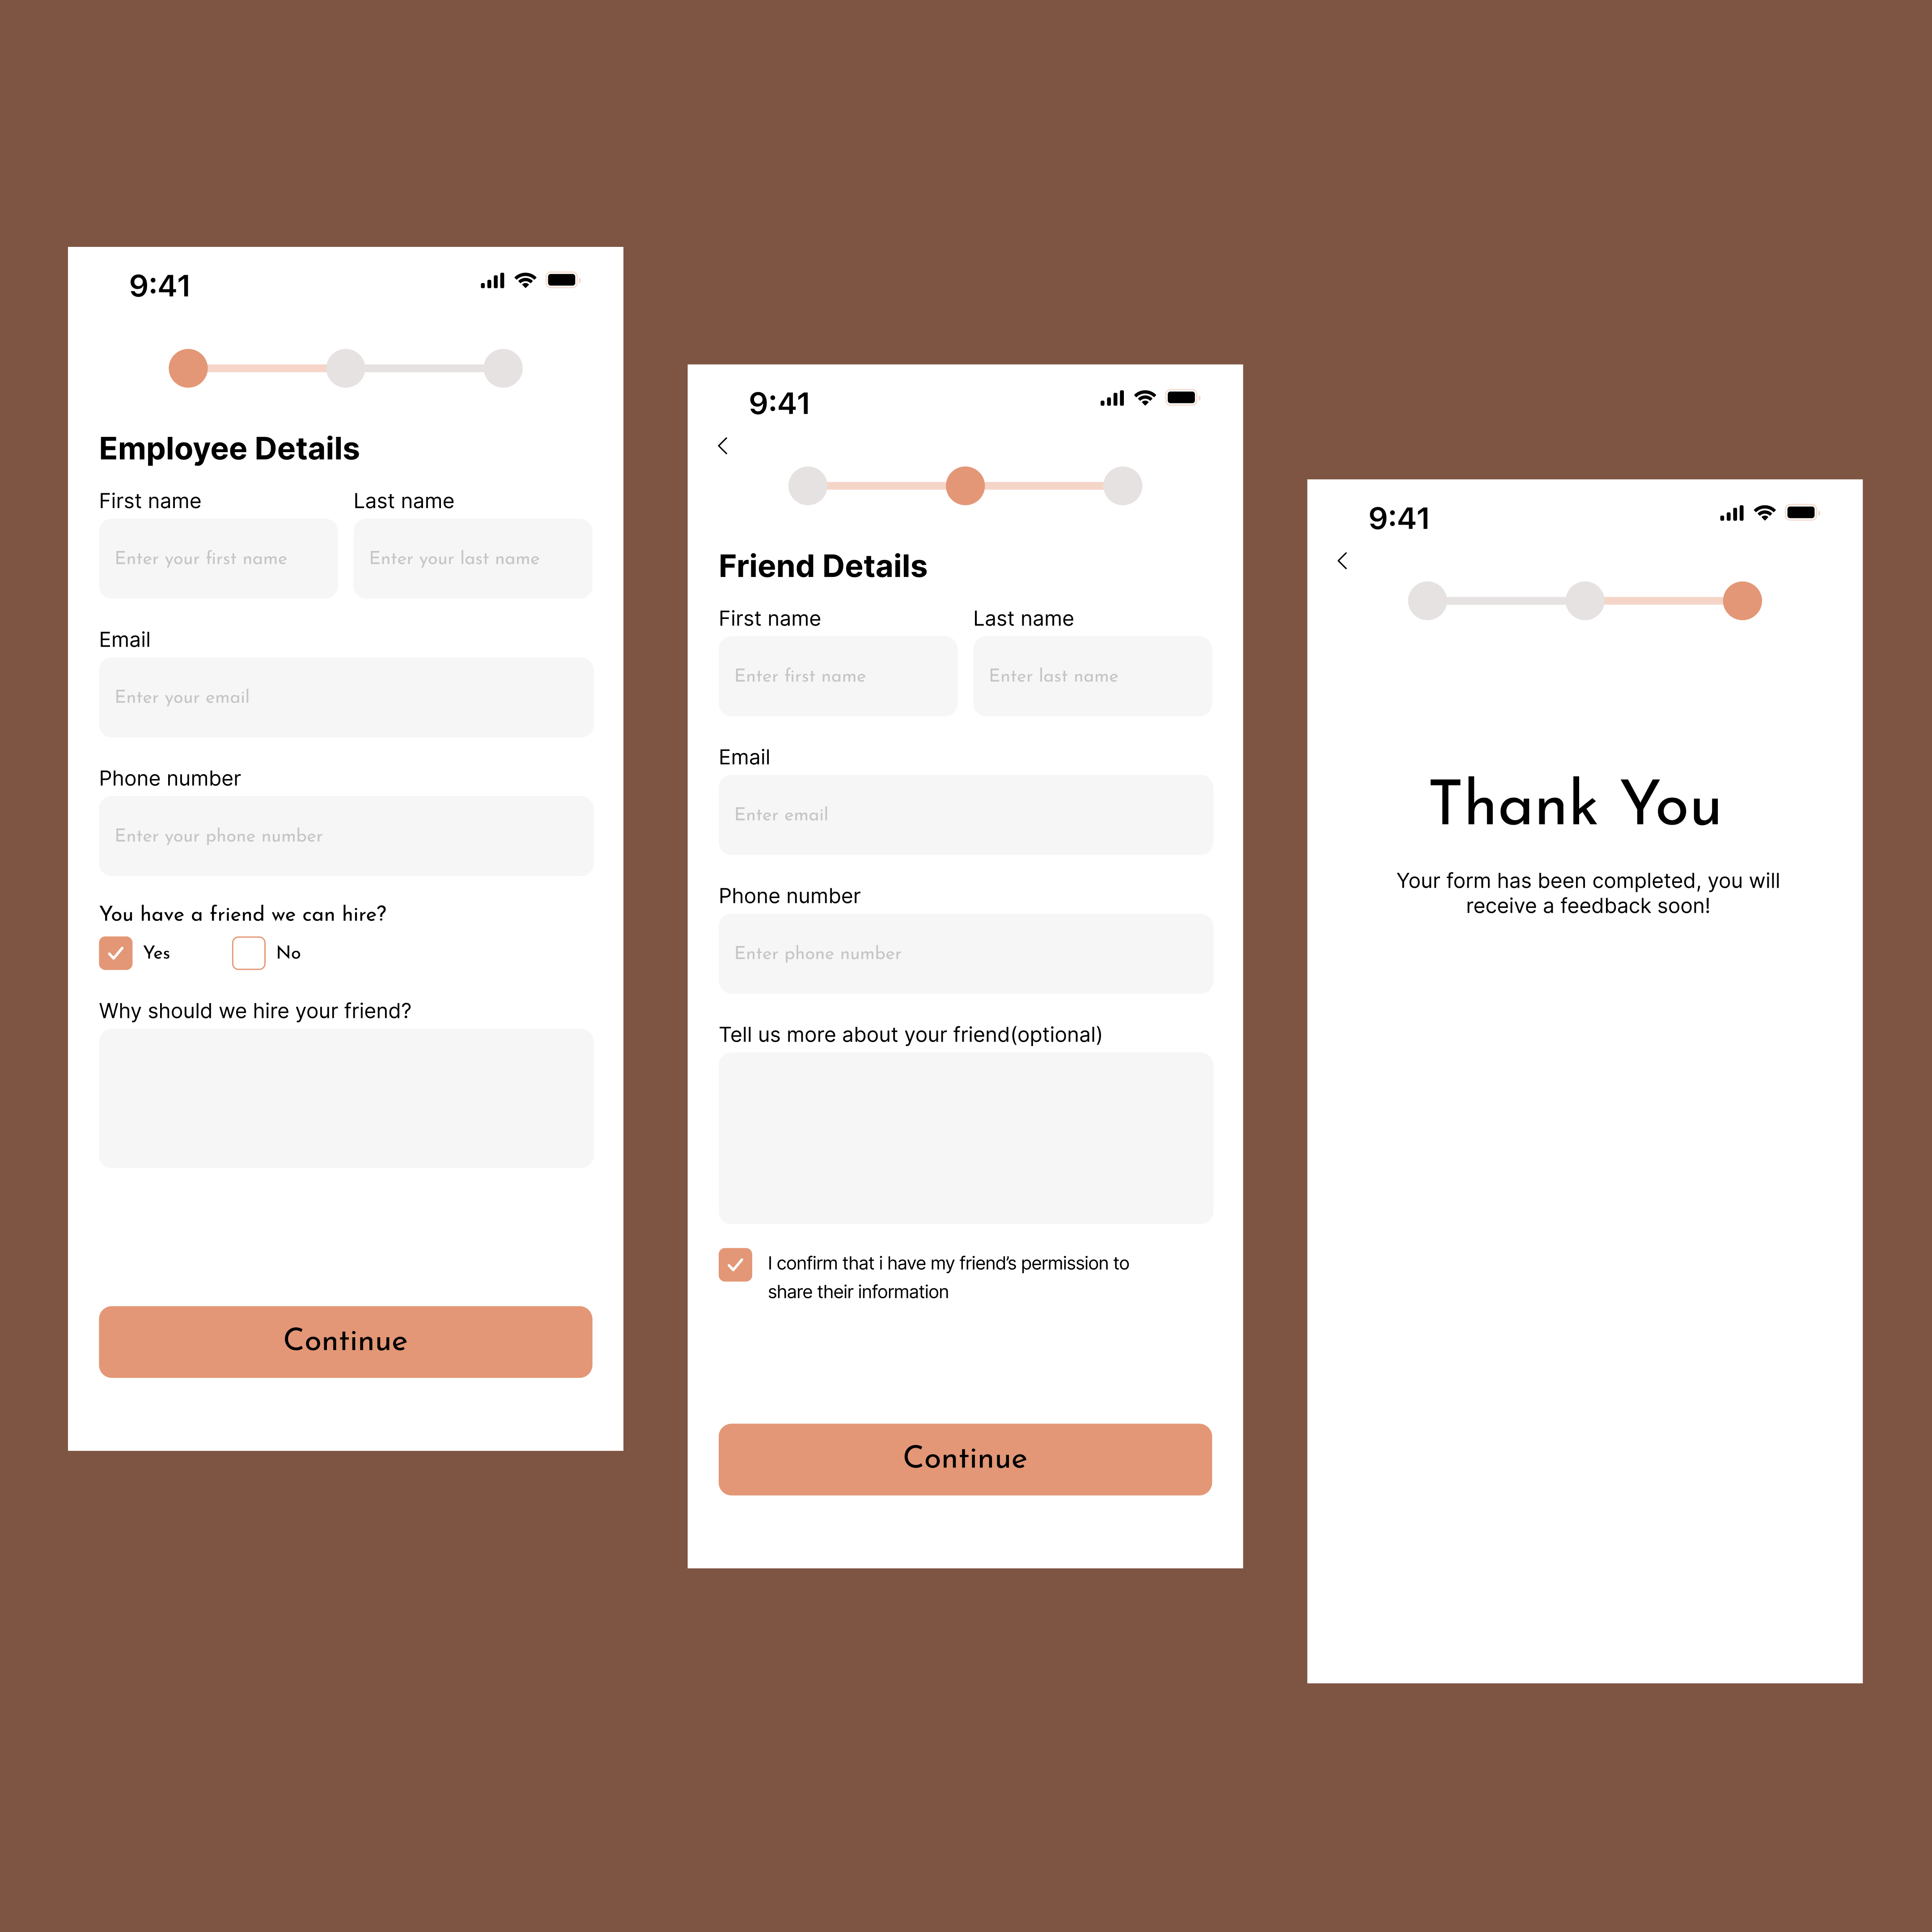 9:41
Employee Details
First name
Last name
Enter your first name
Enter your last name
Email
Enter your email
Phone number
Enter your phone number
You have a friend we can hire?
Yes
No
Why should we hire your friend?
Continue
9:41
Friend Details
First name
Last name
Enter first name
Enter last name
Email
Enter email
Phone number
Enter phone number
Tell us more about your friend(optional)
I confirm that i have my friend’s permission to
share their information
Continue
9:41
Thank You
Your form has been completed, you will
receive a feedback soon!